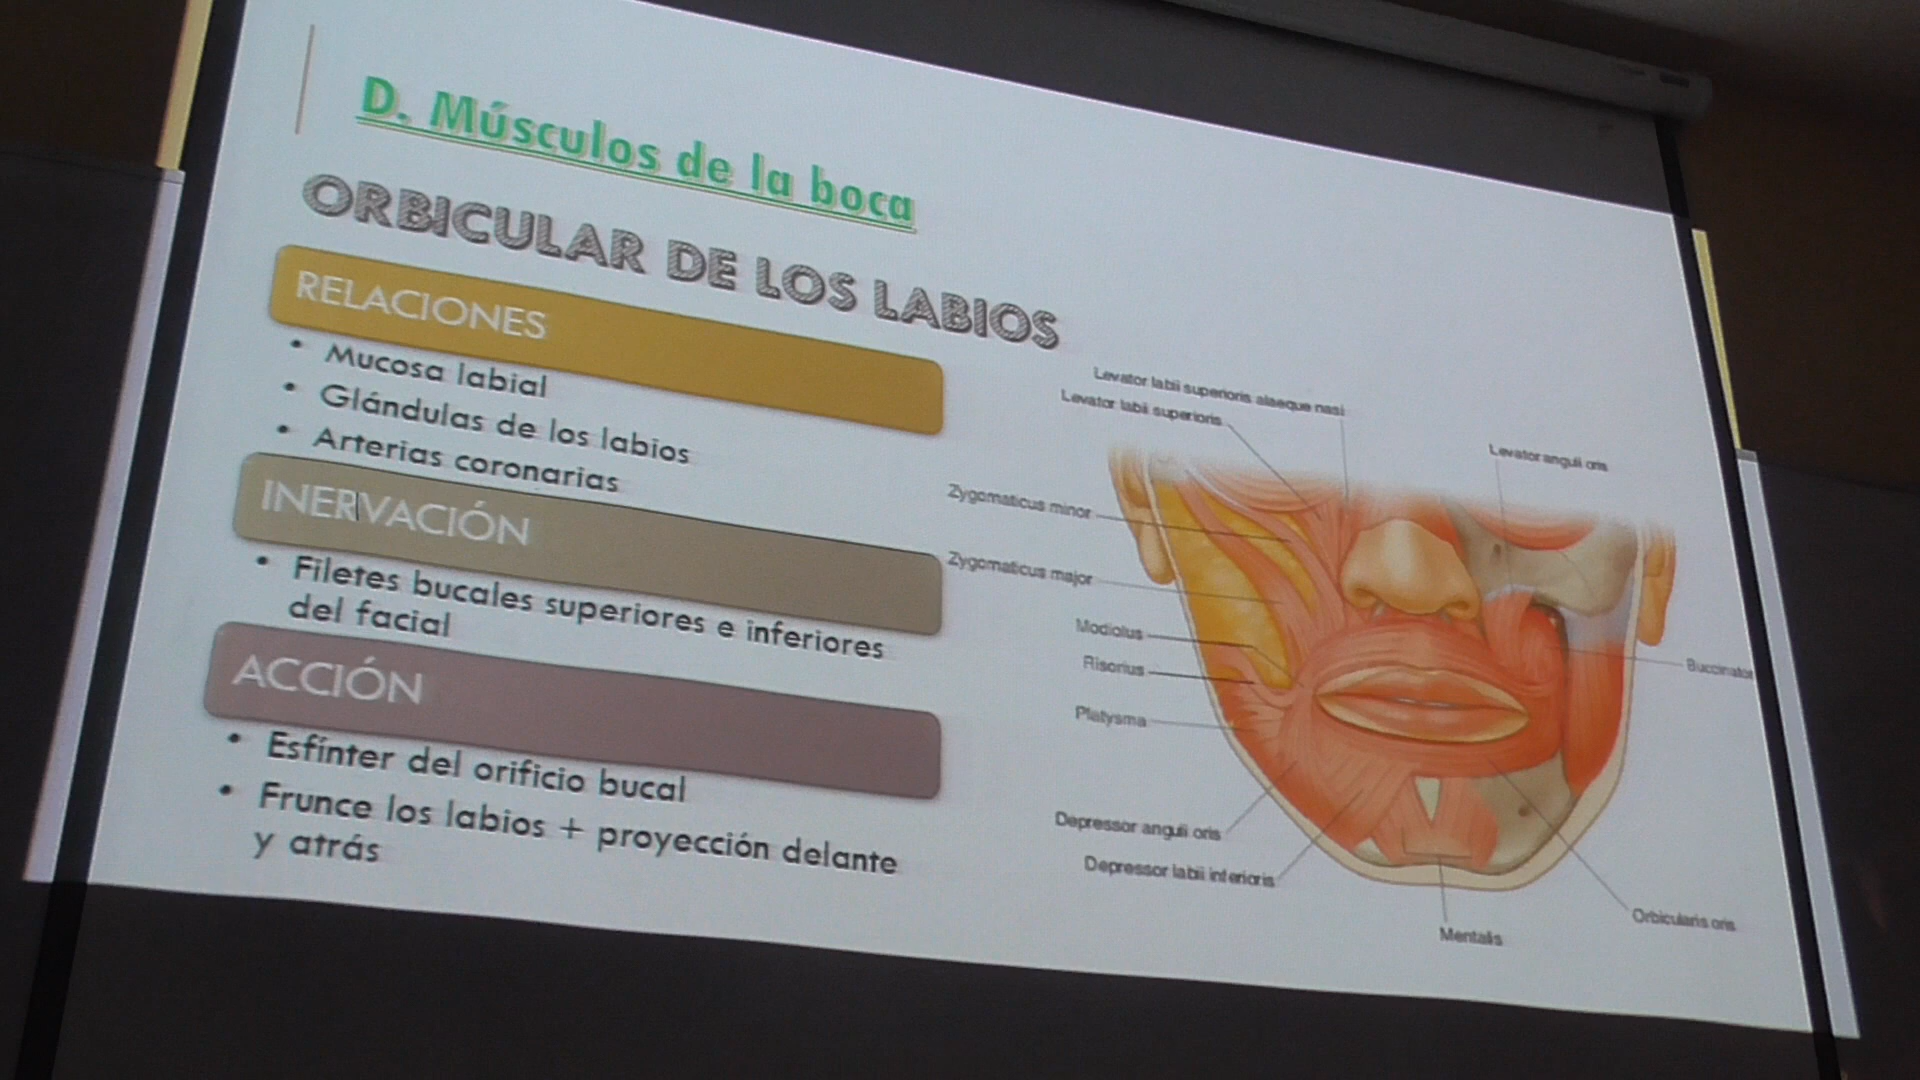 D. Músculos de la boca
ORBICULAR DE LOS LABIOS
RELACIONES
• Mucosa labial
• Glándulas de los labios
• Arterias coronarias
INERVACIÓN
• Filetes bucales superiores e inferiores
del facial
ACCIÓN
• Esfínter del orificio bucal
• Frunce los labios + proyección delante
y atrás
Levator labii superioris alaeque nasi
Levator labii superioris
Levator anguli oris
Zygomaticus minor
Zygomaticus major
Modiolus
Risorius
Platysma
Buccinator
Depressor anguli oris
Depressor labii inferioris
Orbicularis oris
Mentalis